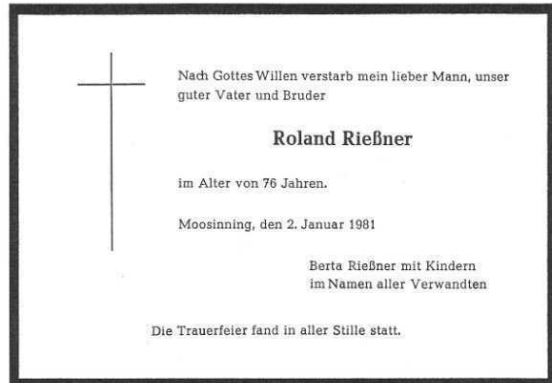 Nach Gottes Willen verstarb mein lieber Mann, unser
guter Vater und Bruder
Roland Rießner
im Alter von 76 Jahren.
Moosinning, den 2. Januar 1981
Berta Rießner mit Kindern
im Namen aller Verwandten
Die Trauerfeier fand in aller Stille statt.